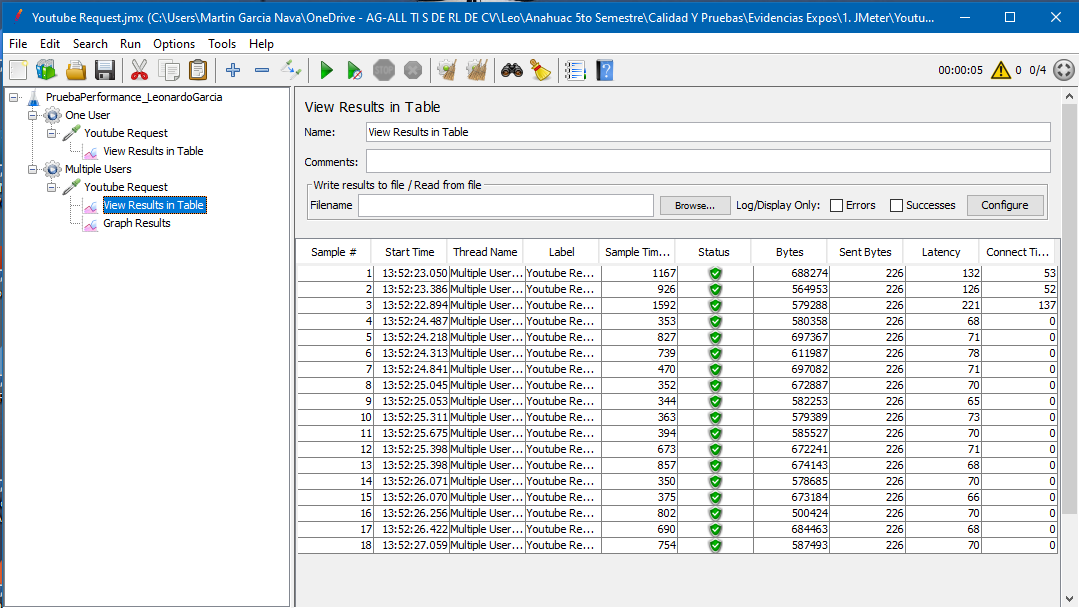 Youtube Request.jmx (C:\Users\Martin Garcia Nava\OneDrive - AG-ALL TI S DE RL DE CV\Leo\Anahuac 5to Semestre\Calidad Y Pruebas\Evidencias Expos\1. JMeter\Youtu...
File Edit Search Run Options Tools Help
STOP 00:00:05 0 0/4
PruebaPerformance_LeonardoGarcia
One User
Youtube Request
View Results in Table
Multiple Users
Youtube Request
View Results in Table
Graph Results
View Results in Table
Name: View Results in Table
Comments:
Write results to file / Read from file
Filename Browse... Log/Display Only: Errors Successes Configure
Sample # Start Time Thread Name Label Sample Tim... Status Bytes Sent Bytes Latency Connect Ti...
1 13:52:23.050 Multiple User... Youtube Re... 1167 688274 226 132 53
2 13:52:23.386 Multiple User... Youtube Re... 926 564953 226 126 52
3 13:52:22.894 Multiple User... Youtube Re... 1592 579288 226 221 137
4 13:52:24.487 Multiple User... Youtube Re... 353 580358 226 68 0
5 13:52:24.218 Multiple User... Youtube Re... 827 697367 226 71 0
6 13:52:24.313 Multiple User... Youtube Re... 739 611987 226 78 0
7 13:52:24.841 Multiple User... Youtube Re... 470 697082 226 71 0
8 13:52:25.045 Multiple User... Youtube Re... 352 672887 226 70 0
9 13:52:25.053 Multiple User... Youtube Re... 344 582253 226 65 0
10 13:52:25.311 Multiple User... Youtube Re... 363 579389 226 73 0
11 13:52:25.675 Multiple User... Youtube Re... 394 585527 226 70 0
12 13:52:25.398 Multiple User... Youtube Re... 673 672241 226 71 0
13 13:52:25.398 Multiple User... Youtube Re... 857 674143 226 68 0
14 13:52:26.071 Multiple User... Youtube Re... 350 578685 226 70 0
15 13:52:26.070 Multiple User... Youtube Re... 375 673184 226 66 0
16 13:52:26.256 Multiple User... Youtube Re... 802 500424 226 70 0
17 13:52:26.422 Multiple User... Youtube Re... 690 684463 226 68 0
18 13:52:27.059 Multiple User... Youtube Re... 754 587493 226 70 0